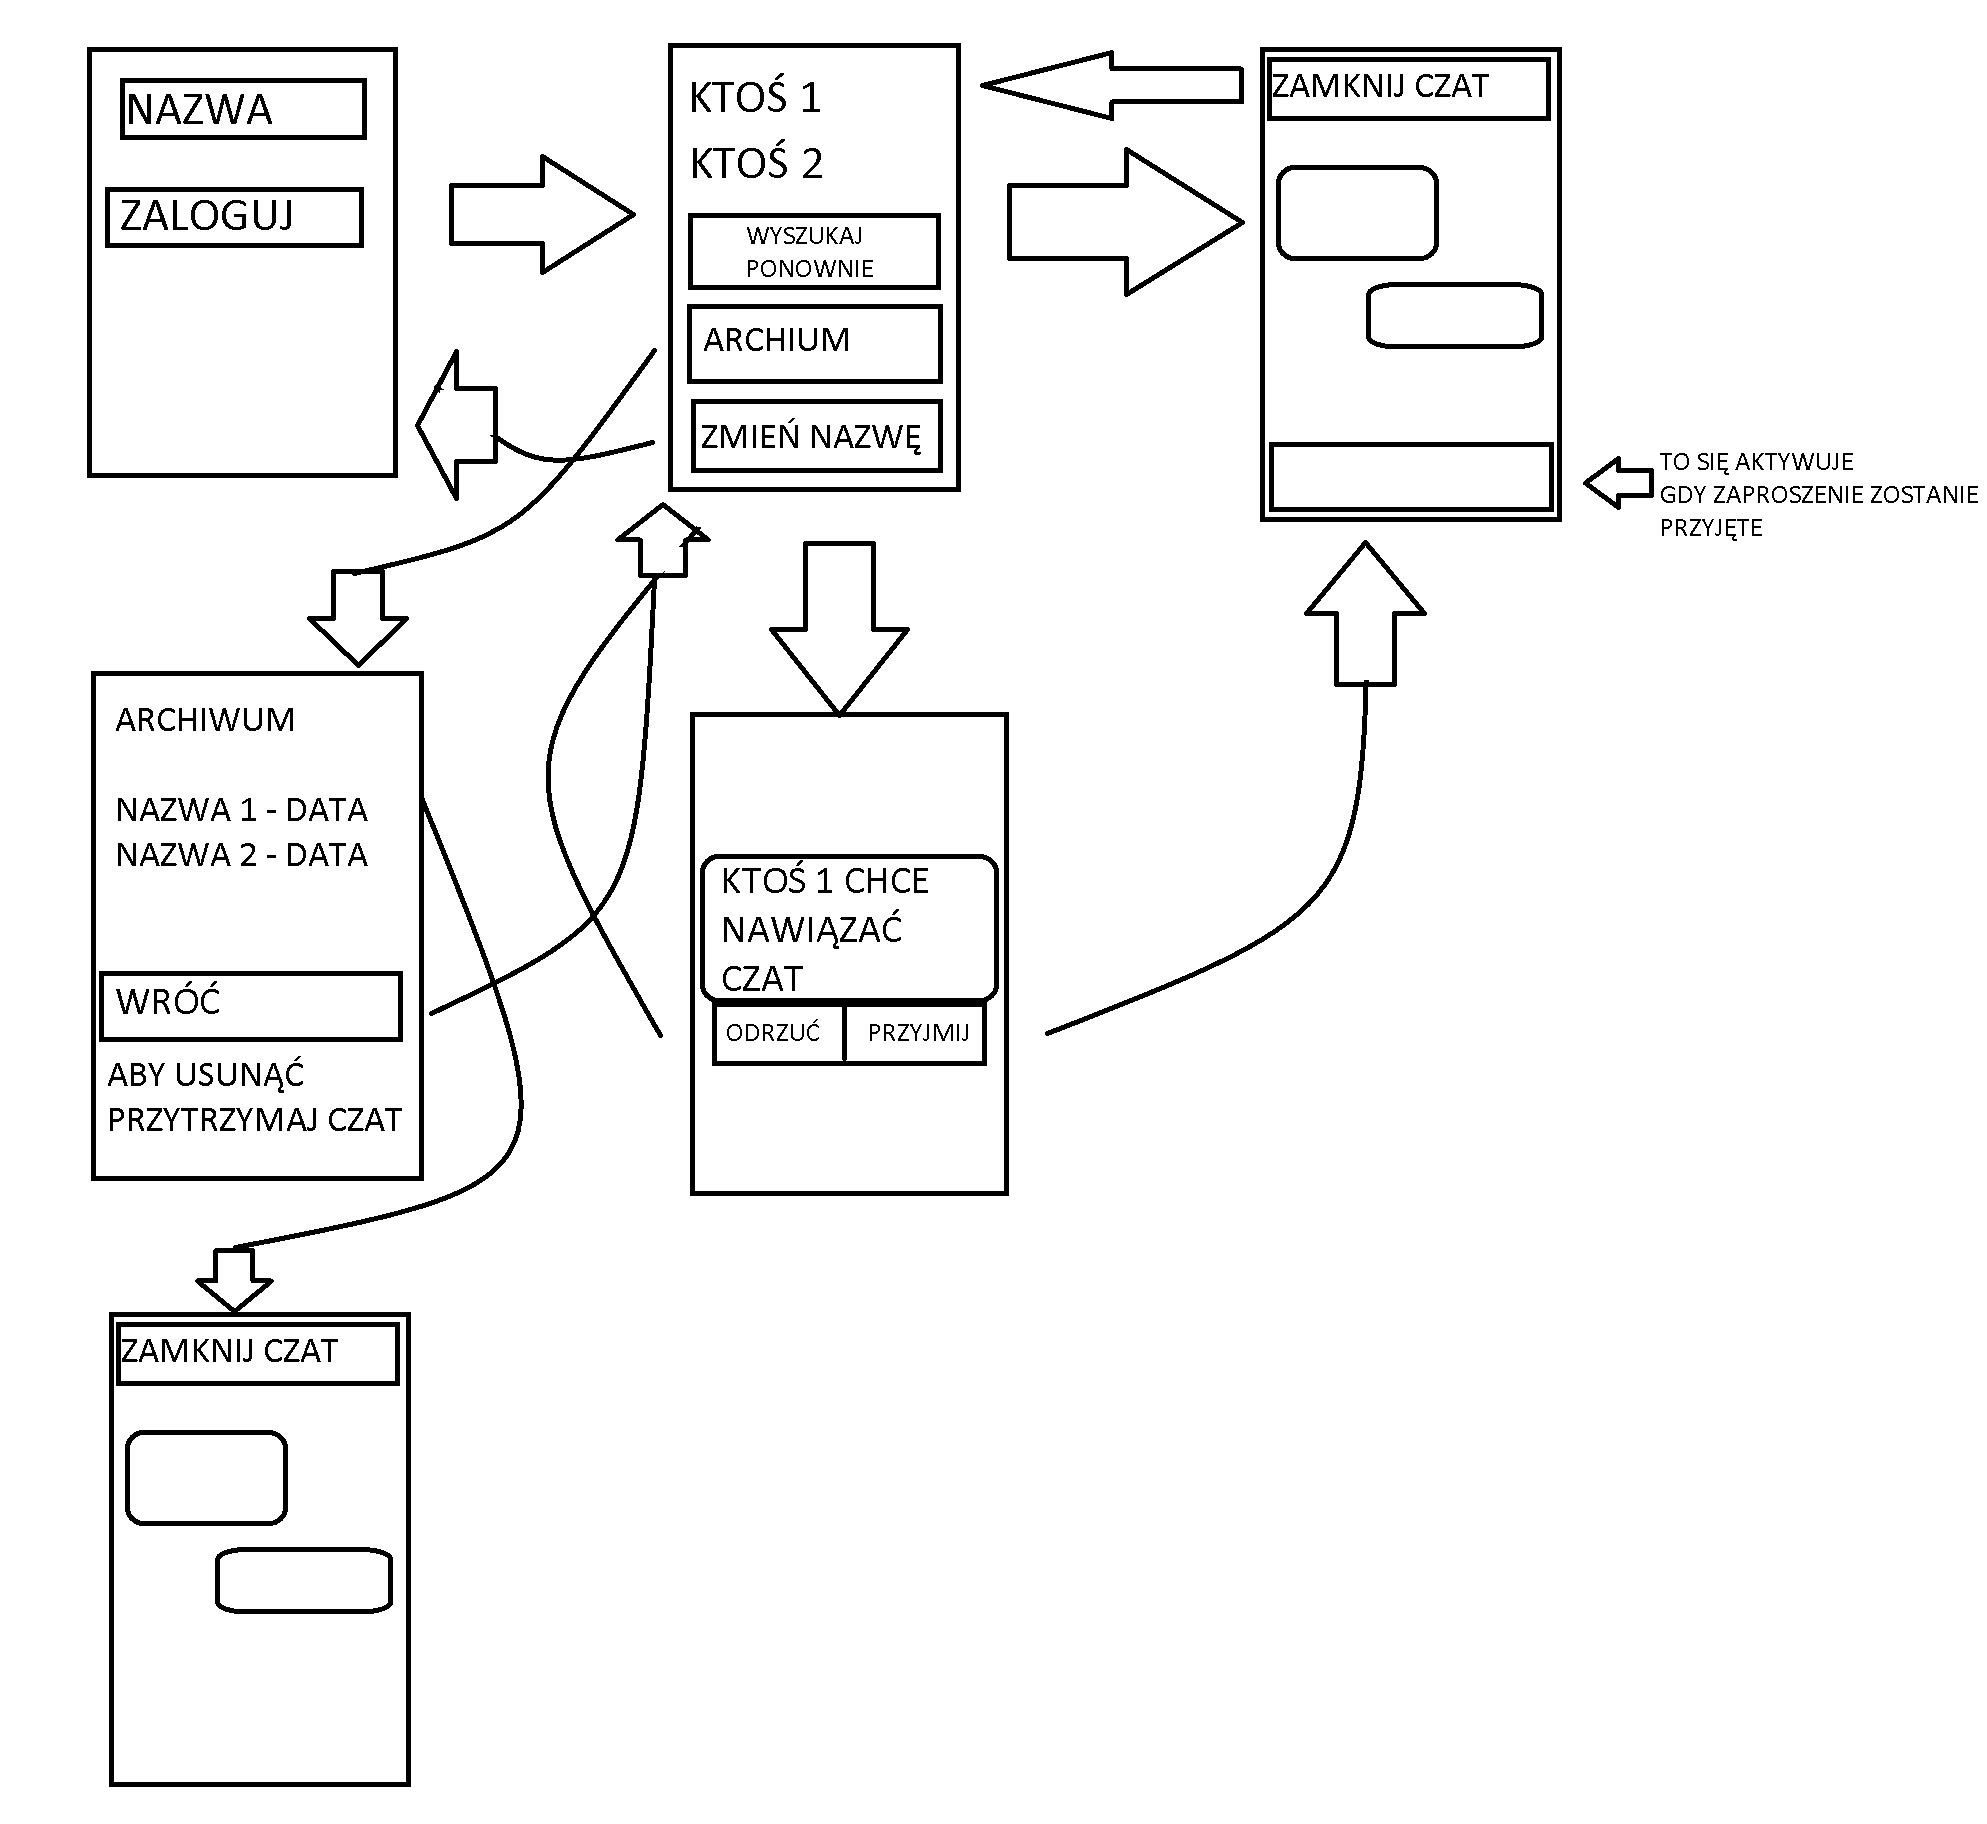 NAZWA
ZALOGUJ
KTOŚ 1
KTOŚ 2
WYSZUKAJ
PONOWNIE
ARCHIUM
ZMIEŃ NAZWĘ
ZAMKNIJ CZAT
TO SIĘ AKTYWUJE
GDY ZAPROSZENIE ZOSTANIE
PRZYJĘTE
ARCHIWUM
NAZWA 1 - DATA
NAZWA 2 - DATA
WRÓĆ
ABY USUNĄĆ
PRZYTRZYMAJ CZAT
KTOŚ 1 CHCE
NAWIĄZAĆ
CZAT
ODRZUĆ
PRZYJMIJ
ZAMKNIJ CZAT